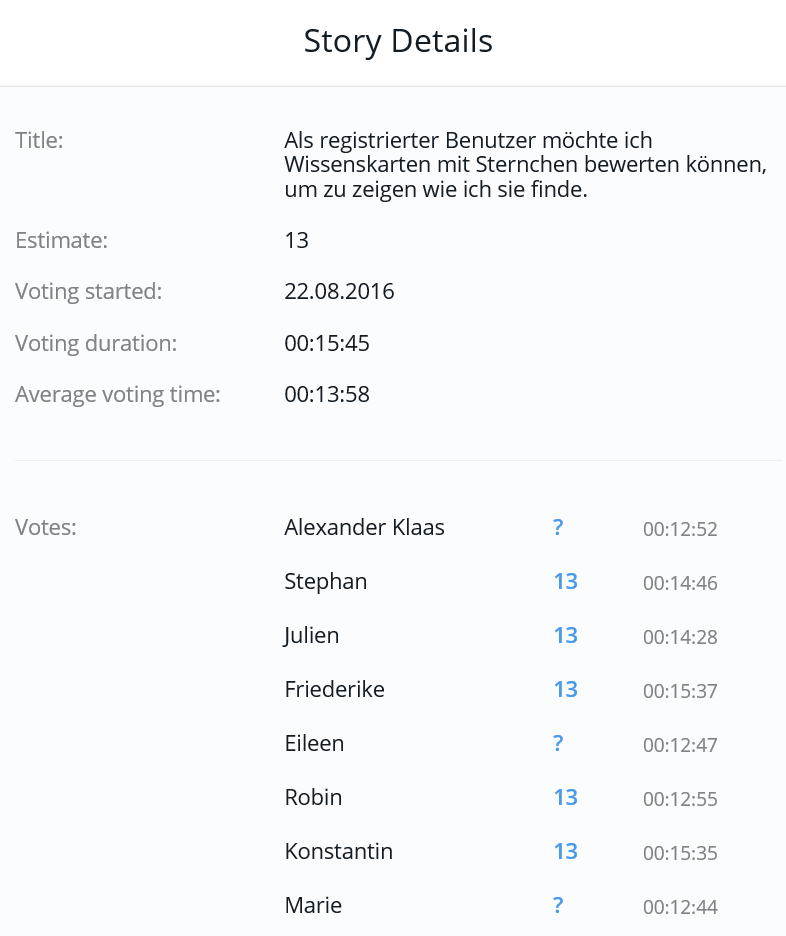 Story Details
Title:
Als registrierter Benutzer möchte ich
Wissenskarten mit Sternchen bewerten können,
um zu zeigen wie ich sie finde.
Estimate: 13
Voting started: 22.08.2016
Voting duration: 00:15:45
Average voting time: 00:13:58
Votes: Alexander Klaas ? 00:12:52
Stephan 13 00:14:46
Julien 13 00:14:28
Friederike 13 00:15:37
Eileen ? 00:12:47
Robin 13 00:12:55
Konstantin 13 00:15:35
Marie ? 00:12:44